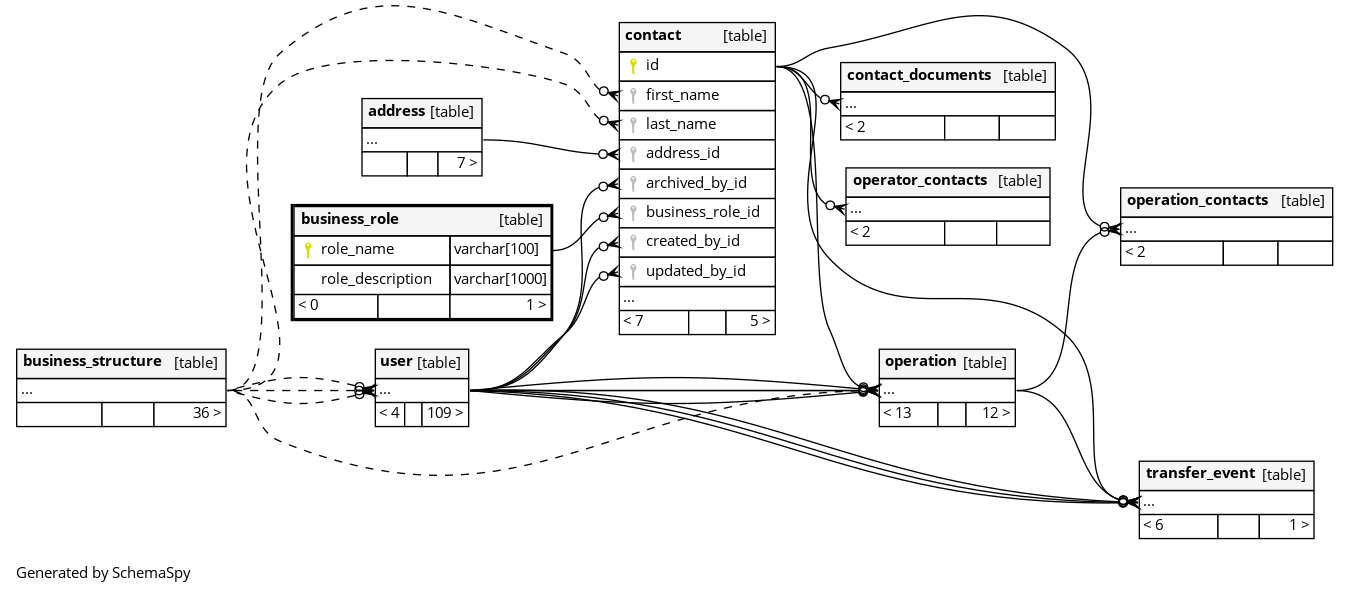 contact [table]
id
first_name
last_name
address_id
archived_by_id
business_role_id
created_by_id
updated_by_id
...
< 7 5 >
address [table]
...
7 >
business_role [table]
role_name varchar[100]
role_description varchar[1000]
< 0 1 >
business_structure [table]
...
36 >
user [table]
...
< 4 109 >
contact_documents [table]
...
< 2
operator_contacts [table]
...
< 2
operation_contacts [table]
...
< 2
operation [table]
...
< 13 12 >
transfer_event [table]
...
< 6 1 >
Generated by SchemaSpy